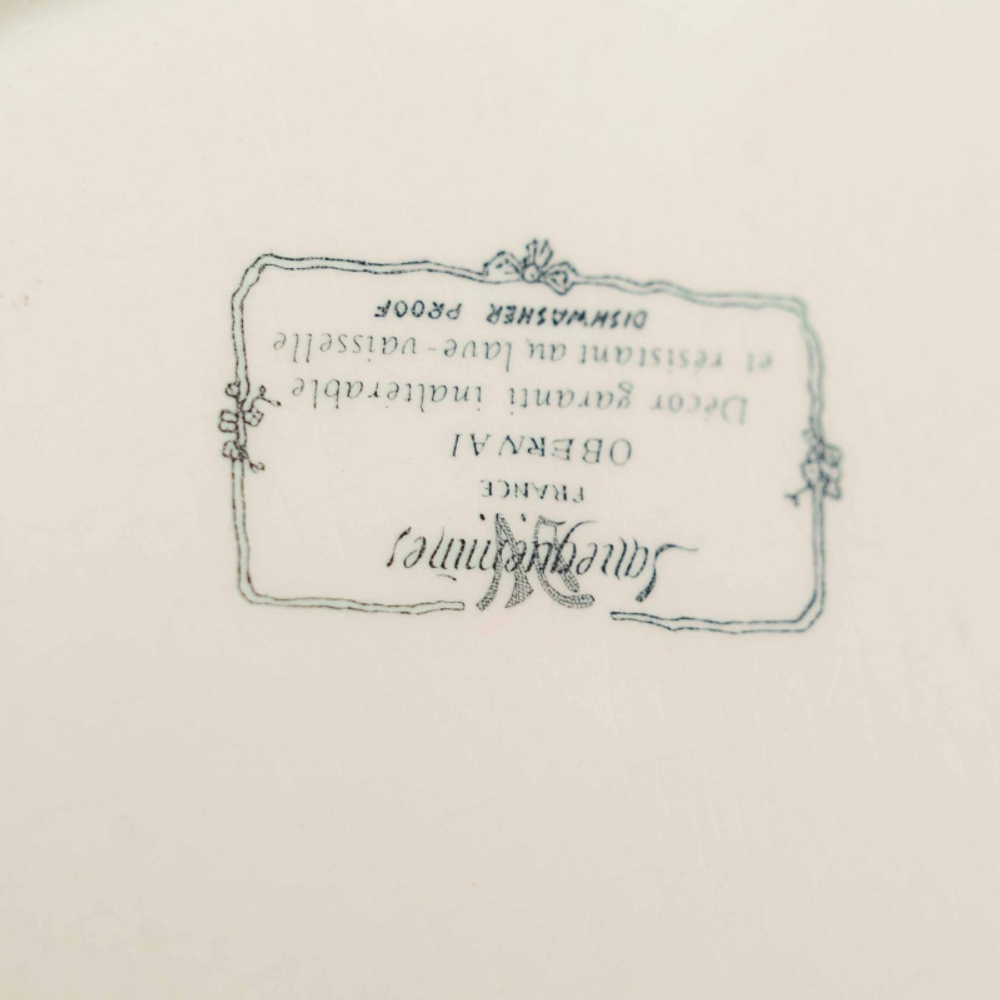 Sarreguemines
FRANCE
OBERNAI
Décor garanti inaltérable
et résistant au lave-vaisselle
DISHWASHER PROOF